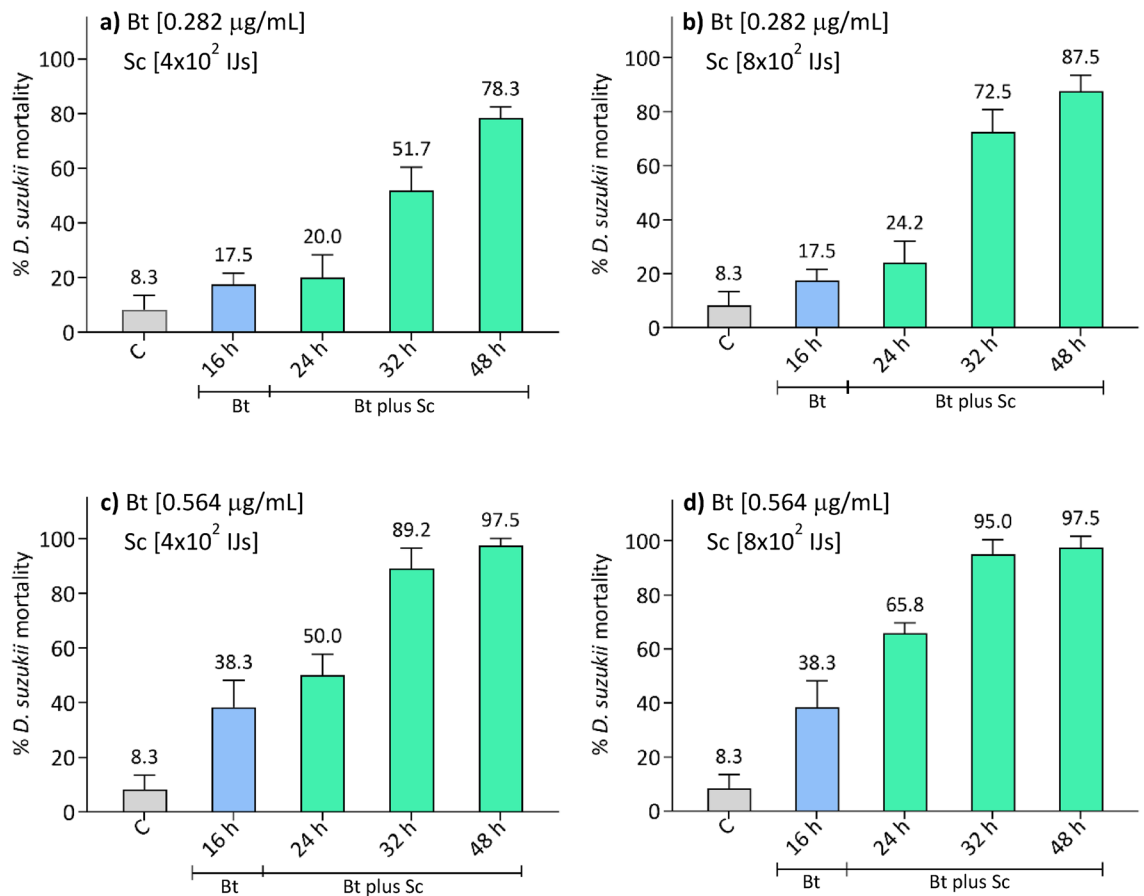 a) Bt [0.282 μg/mL]
Sc [4x10² IJs]
% D. suzukii mortality
100
80
60
40
20
0
8.3
17.5
20.0
51.7
78.3
C
16 h
24 h
32 h
48 h
Bt
Bt plus Sc
b) Bt [0.282 μg/mL]
Sc [8x10² IJs]
% D. suzukii mortality
100
80
60
40
20
0
8.3
17.5
24.2
72.5
87.5
C
16 h
24 h
32 h
48 h
Bt
Bt plus Sc
c) Bt [0.564 μg/mL]
Sc [4x10² IJs]
% D. suzukii mortality
100
80
60
40
20
0
8.3
38.3
50.0
89.2
97.5
C
16 h
24 h
32 h
48 h
Bt
Bt plus Sc
d) Bt [0.564 μg/mL]
Sc [8x10² IJs]
% D. suzukii mortality
100
80
60
40
20
0
8.3
38.3
65.8
95.0
97.5
C
16 h
24 h
32 h
48 h
Bt
Bt plus Sc